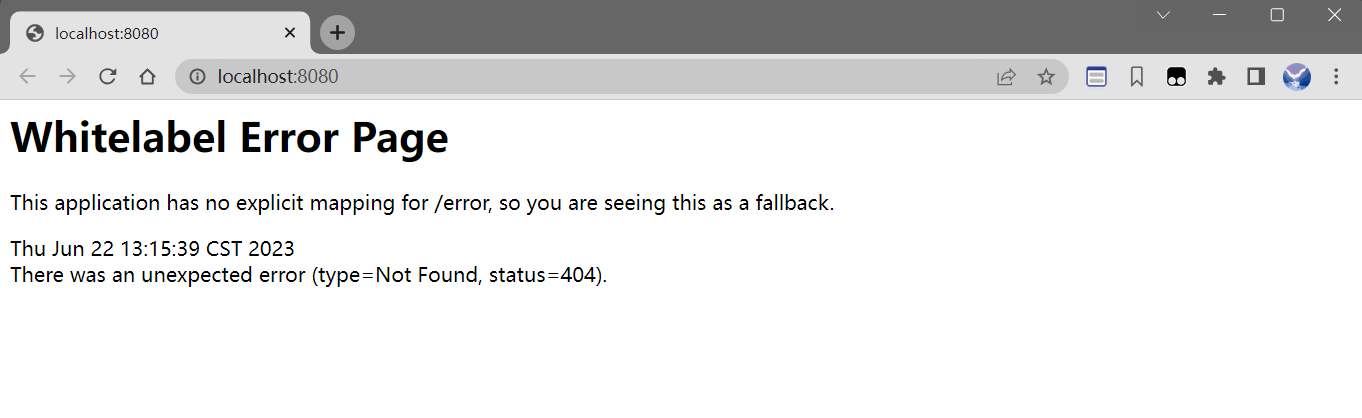 localhost:8080
localhost:8080
Whitelabel Error Page
This application has no explicit mapping for /error, so you are seeing this as a fallback.
Thu Jun 22 13:15:39 CST 2023
There was an unexpected error (type=Not Found, status=404).